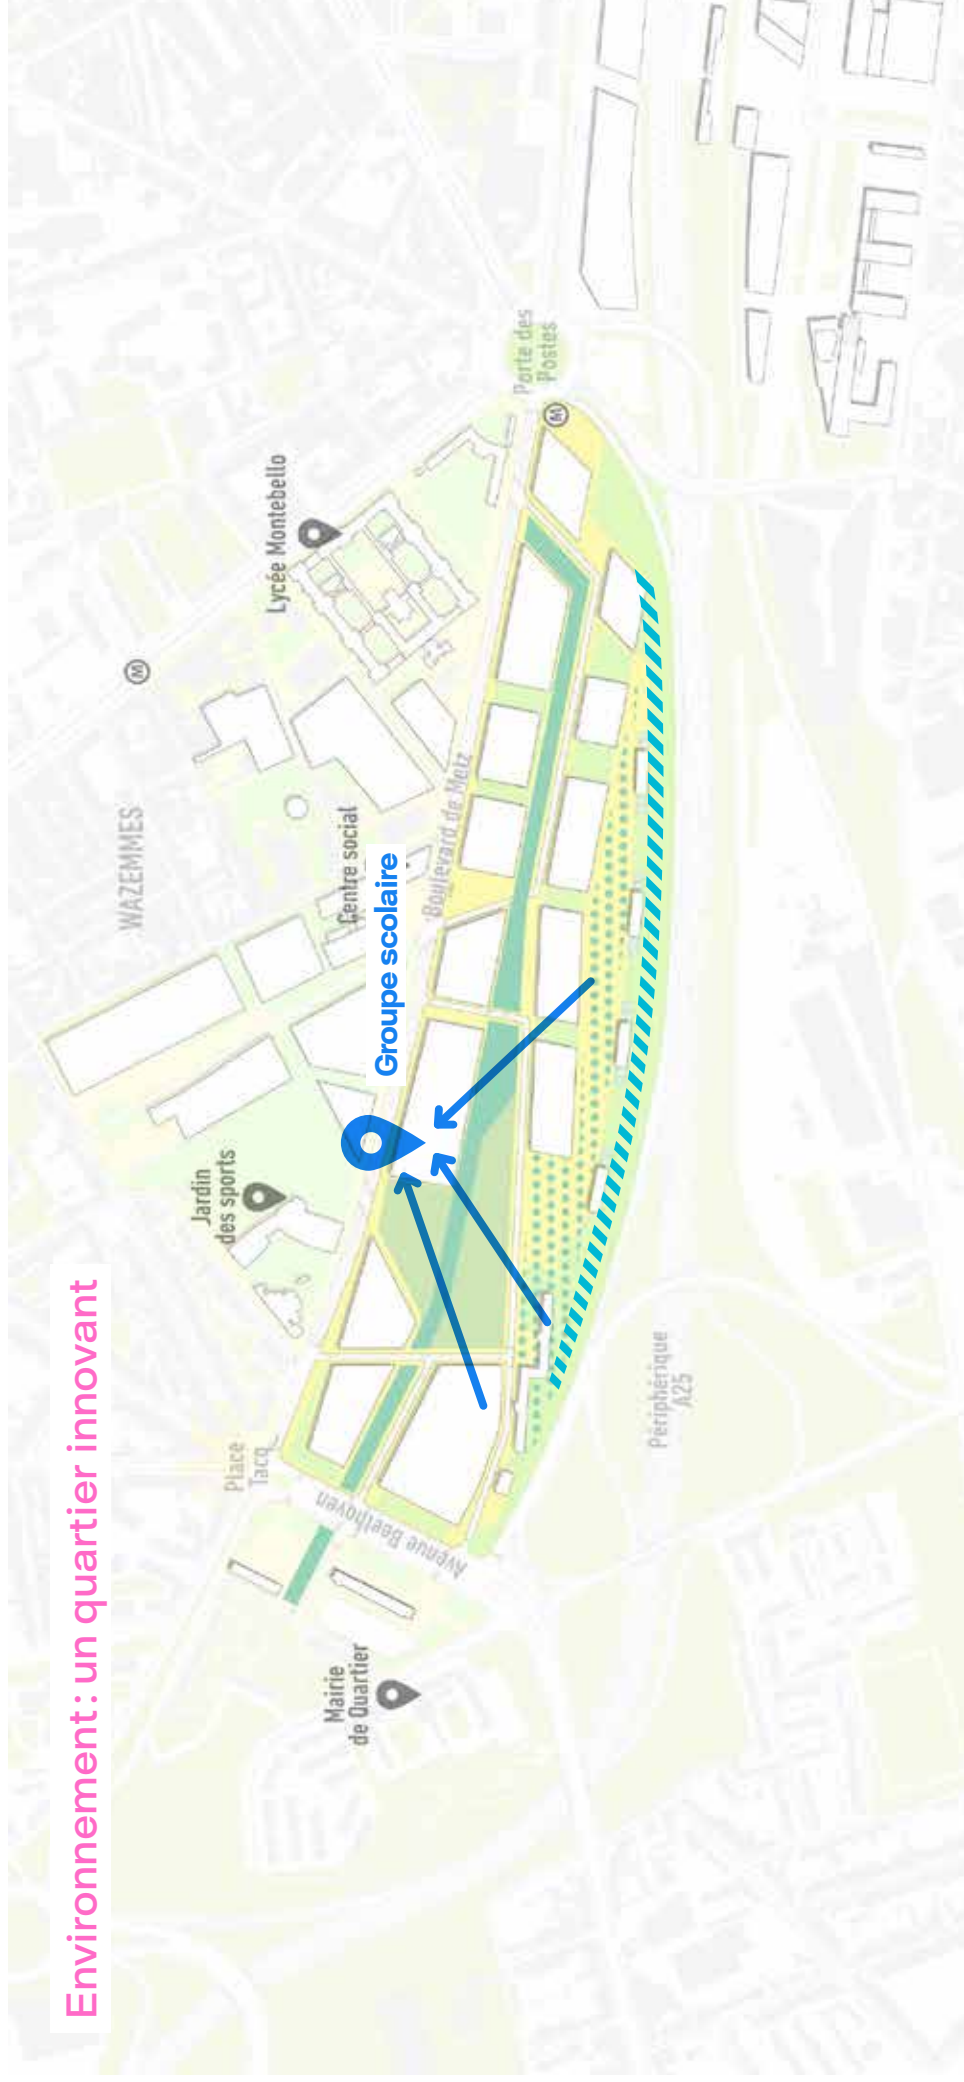 Environnement : un quartier innovant
WAZEMMES
M
Lycée Montebello
Jardin
des sports
Place
Tacq
Centre social
Groupe scolaire
Boulevard de Metz
Porte des
Postes
M
Mairie
de Quartier
Avenue Beethoven
Périphérique
A25